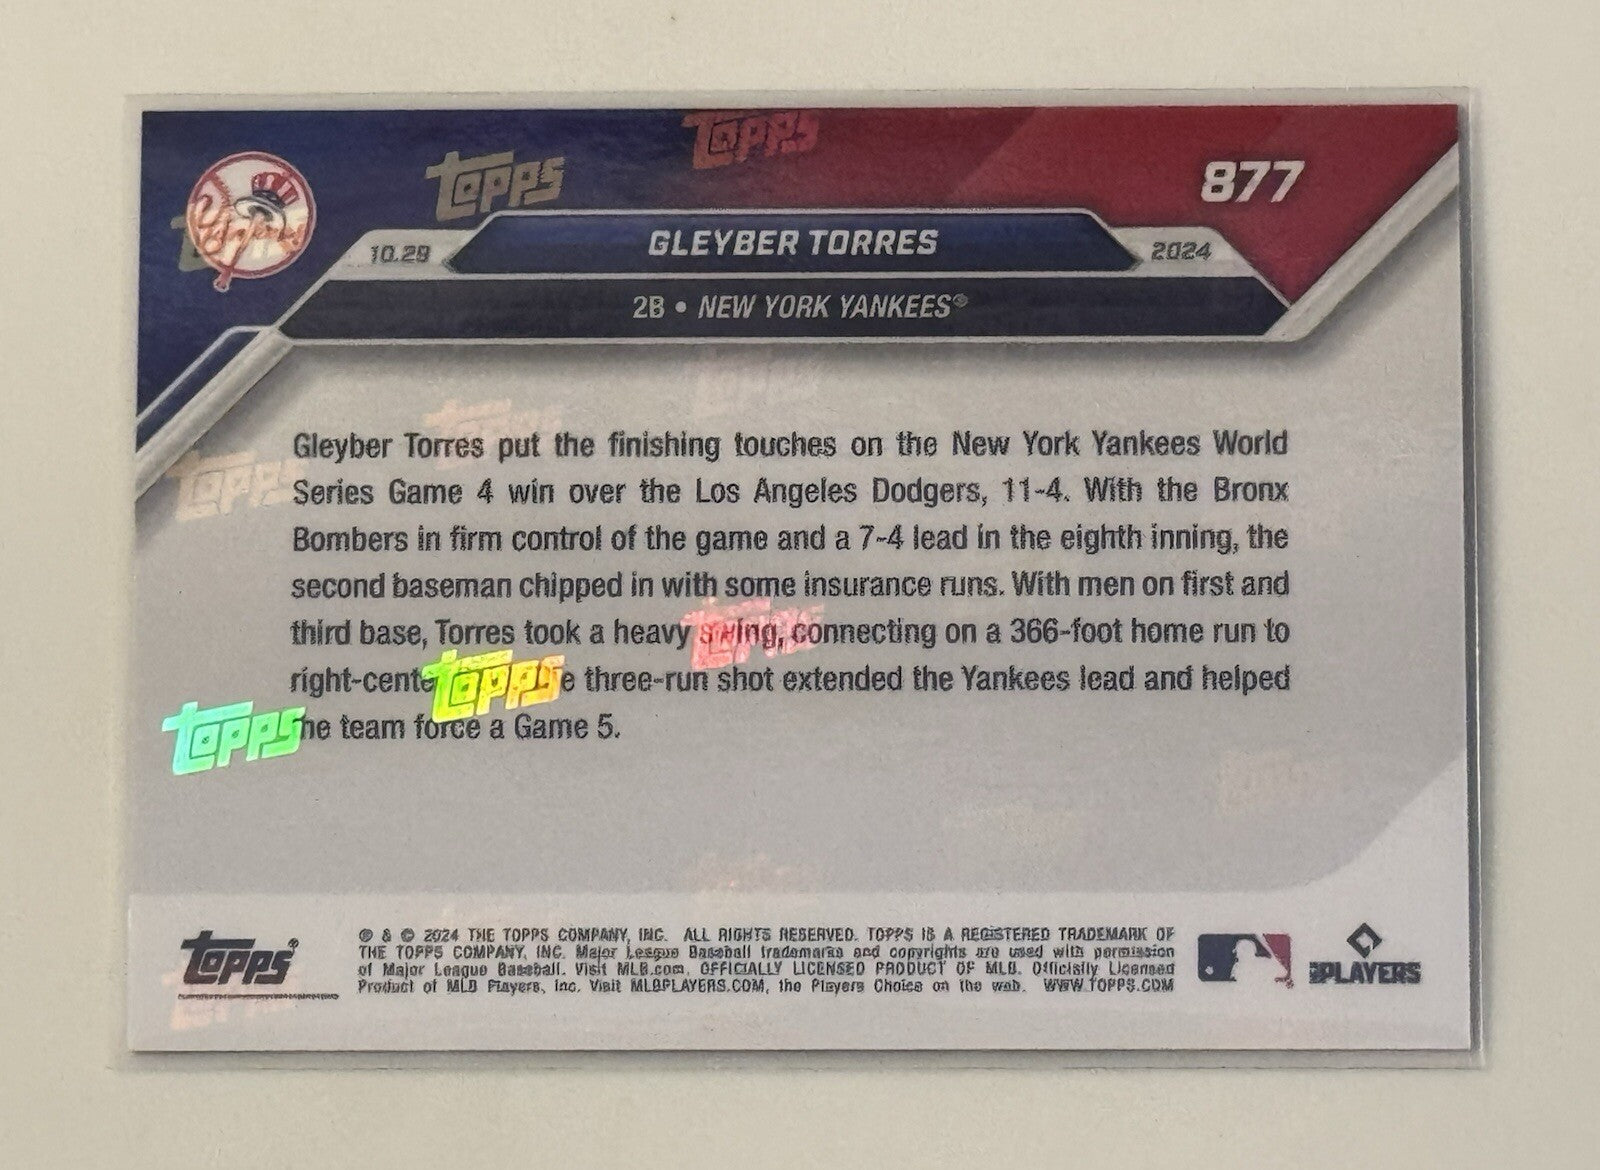 Topps
Topps
877
Yankees
10.29
GLEYBER TORRES
2024
2B • NEW YORK YANKEES®
Gleyber Torres put the finishing touches on the New York Yankees World
Series Game 4 win over the Los Angeles Dodgers, 11-4. With the Bronx
Bombers in firm control of the game and a 7-4 lead in the eighth inning, the
second baseman chipped in with some insurance runs. With men on first and
third base, Torres took a heavy swing, connecting on a 366-foot home run to
right-cente e three-run shot extended the Yankees lead and helped
he team force a Game 5.
Topps
Topps
Topps
Topps
Topps®
® & © 2024 THE TOPPS COMPANY, INC. ALL RIGHTS RESERVED. TOPPS IS A REGISTERED TRADEMARK OF
THE TOPPS COMPANY, INC. Major League Baseball trademarks and copyrights are used with permission
of Major League Baseball. Visit MLB.com. OFFICIALLY LICENSED PRODUCT OF MLB. Officially Licensed
Product of MLB Players, Inc. Visit MLBPLAYERS.COM, the Players Choice on the web. WWW.TOPPS.COM
MLBPLAYERS